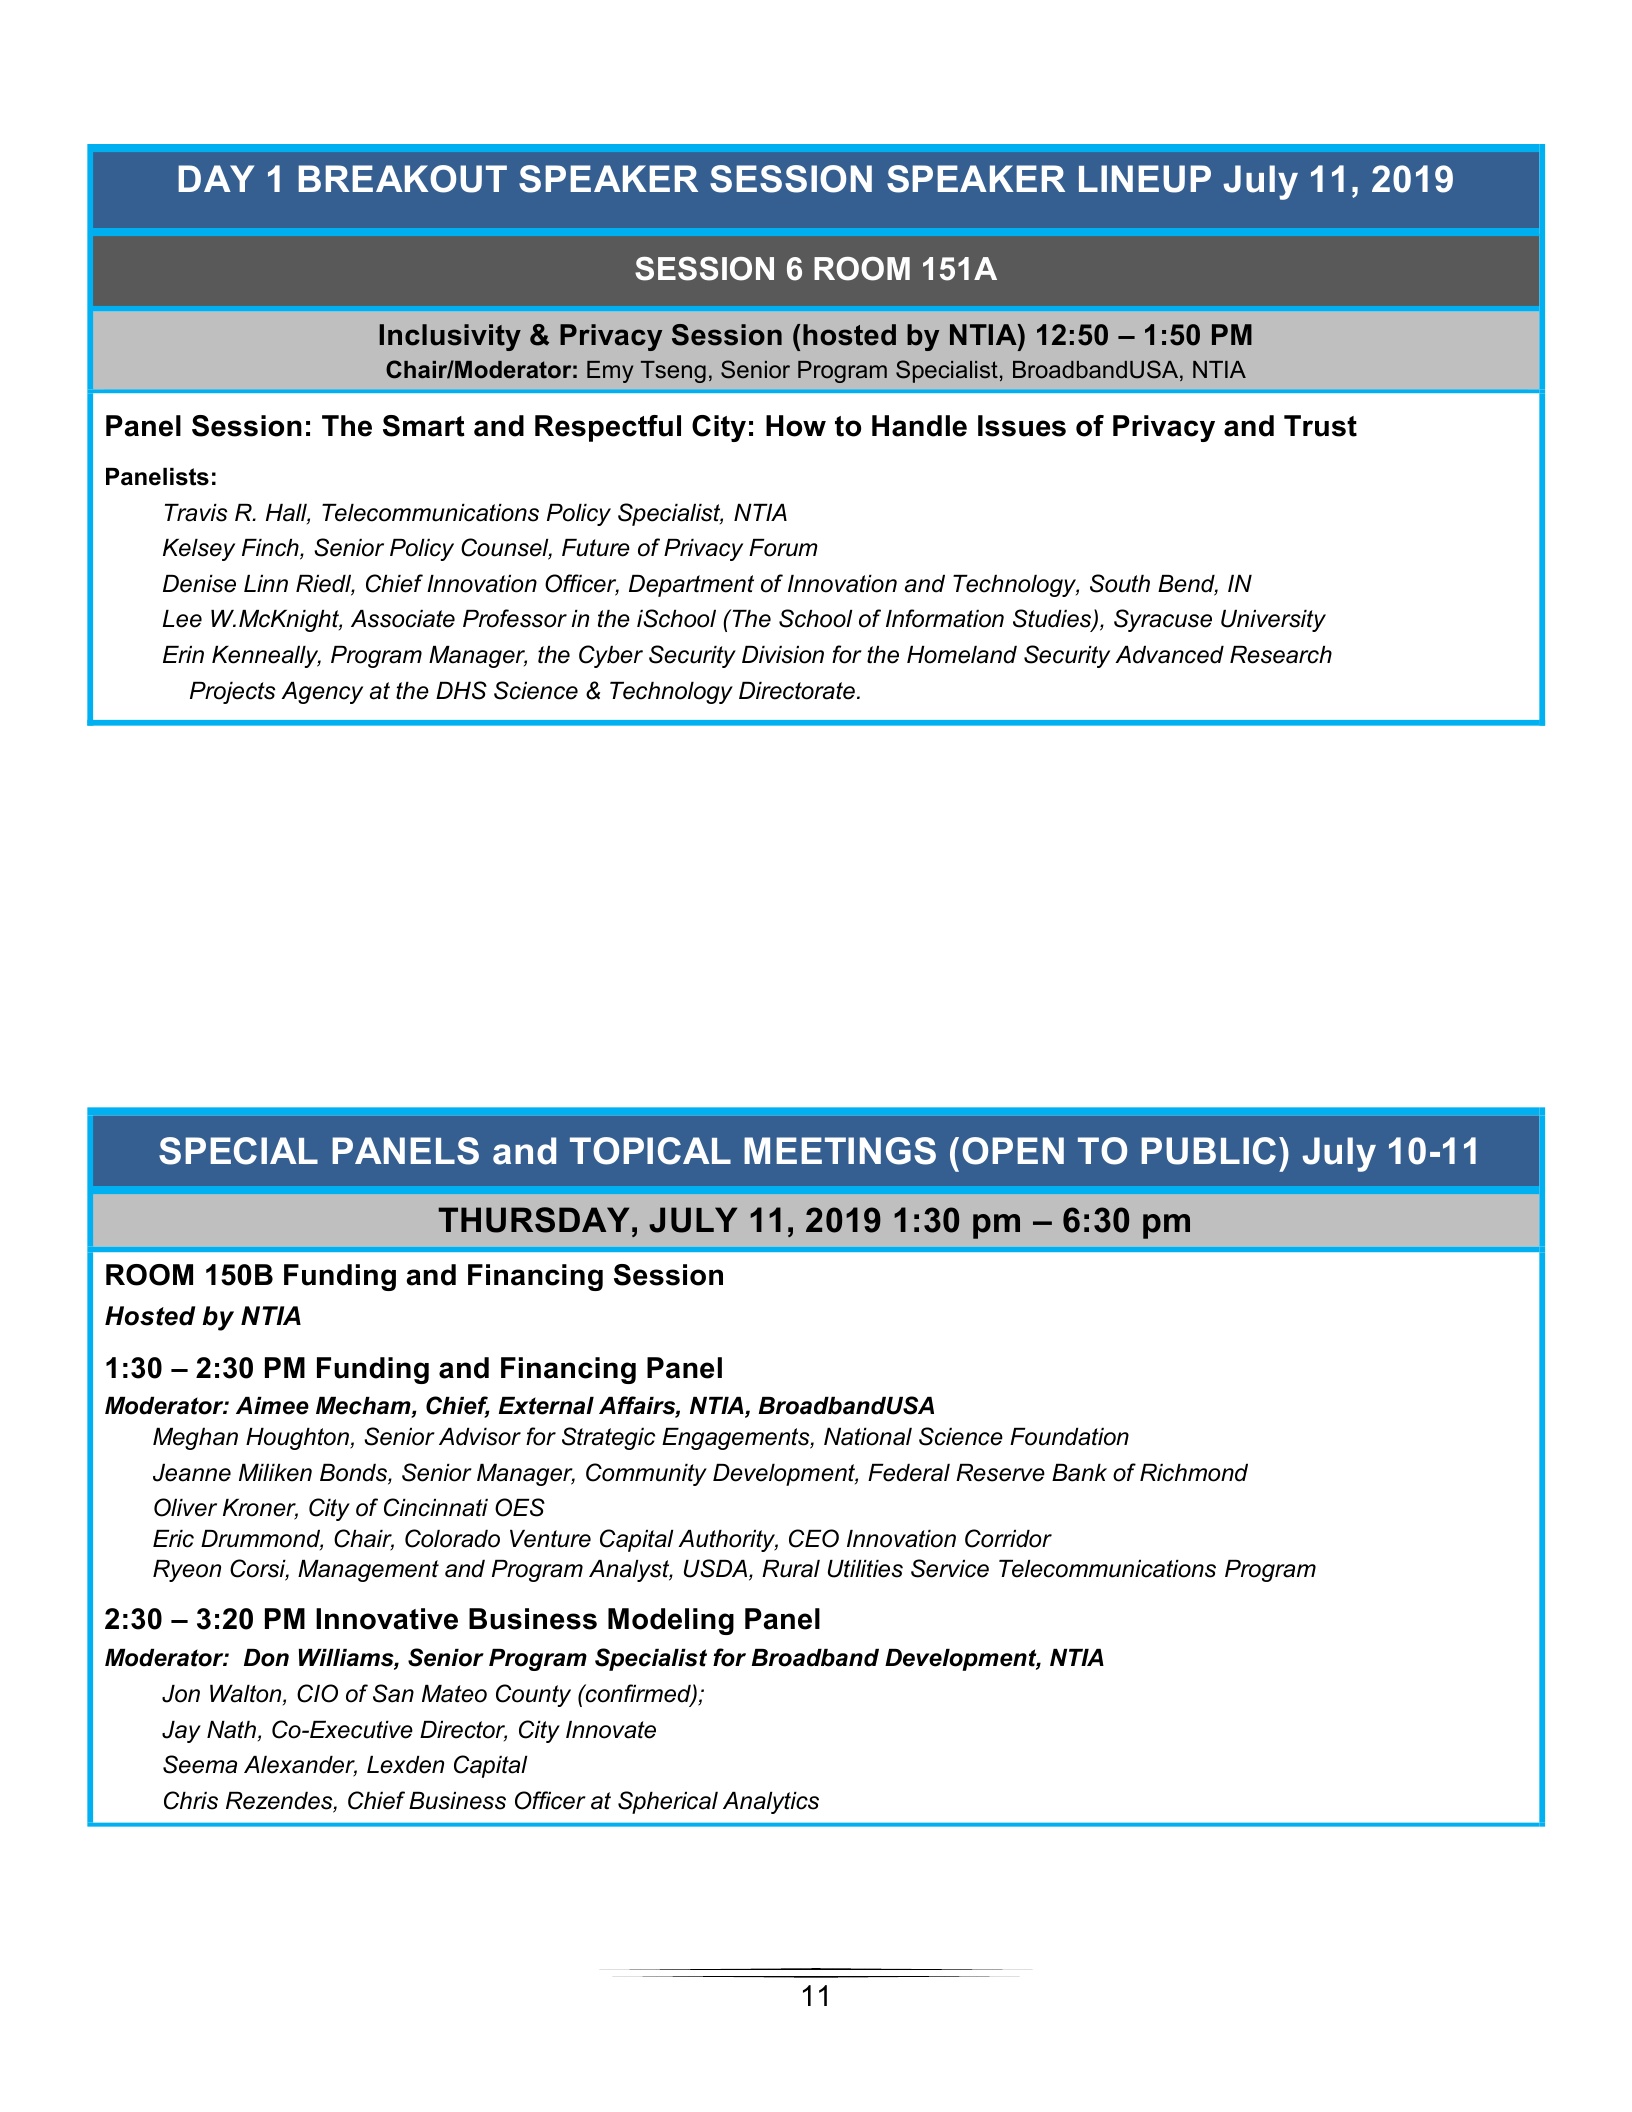 DAY 1 BREAKOUT SPEAKER SESSION SPEAKER LINEUP July 11, 2019
SESSION 6 ROOM 151A
Inclusivity & Privacy Session (hosted by NTIA) 12:50 – 1:50 PM
Chair/Moderator: Emy Tseng, Senior Program Specialist, BroadbandUSA, NTIA
Panel Session: The Smart and Respectful City: How to Handle Issues of Privacy and Trust
Panelists:
Travis R. Hall, Telecommunications Policy Specialist, NTIA
Kelsey Finch, Senior Policy Counsel, Future of Privacy Forum
Denise Linn Riedl, Chief Innovation Officer, Department of Innovation and Technology, South Bend, IN
Lee W.McKnight, Associate Professor in the iSchool (The School of Information Studies), Syracuse University
Erin Kenneally, Program Manager, the Cyber Security Division for the Homeland Security Advanced Research
Projects Agency at the DHS Science & Technology Directorate.
SPECIAL PANELS and TOPICAL MEETINGS (OPEN TO PUBLIC) July 10-11
THURSDAY, JULY 11, 2019 1:30 pm – 6:30 pm
ROOM 150B Funding and Financing Session
Hosted by NTIA
1:30 – 2:30 PM Funding and Financing Panel
Moderator: Aimee Mecham, Chief, External Affairs, NTIA, BroadbandUSA
Meghan Houghton, Senior Advisor for Strategic Engagements, National Science Foundation
Jeanne Miliken Bonds, Senior Manager, Community Development, Federal Reserve Bank of Richmond
Oliver Kroner, City of Cincinnati OES
Eric Drummond, Chair, Colorado Venture Capital Authority, CEO Innovation Corridor
Ryeon Corsi, Management and Program Analyst, USDA, Rural Utilities Service Telecommunications Program
2:30 – 3:20 PM Innovative Business Modeling Panel
Moderator:  Don Williams, Senior Program Specialist for Broadband Development, NTIA
Jon Walton, CIO of San Mateo County (confirmed);
Jay Nath, Co-Executive Director, City Innovate
Seema Alexander, Lexden Capital
Chris Rezendes, Chief Business Officer at Spherical Analytics
11